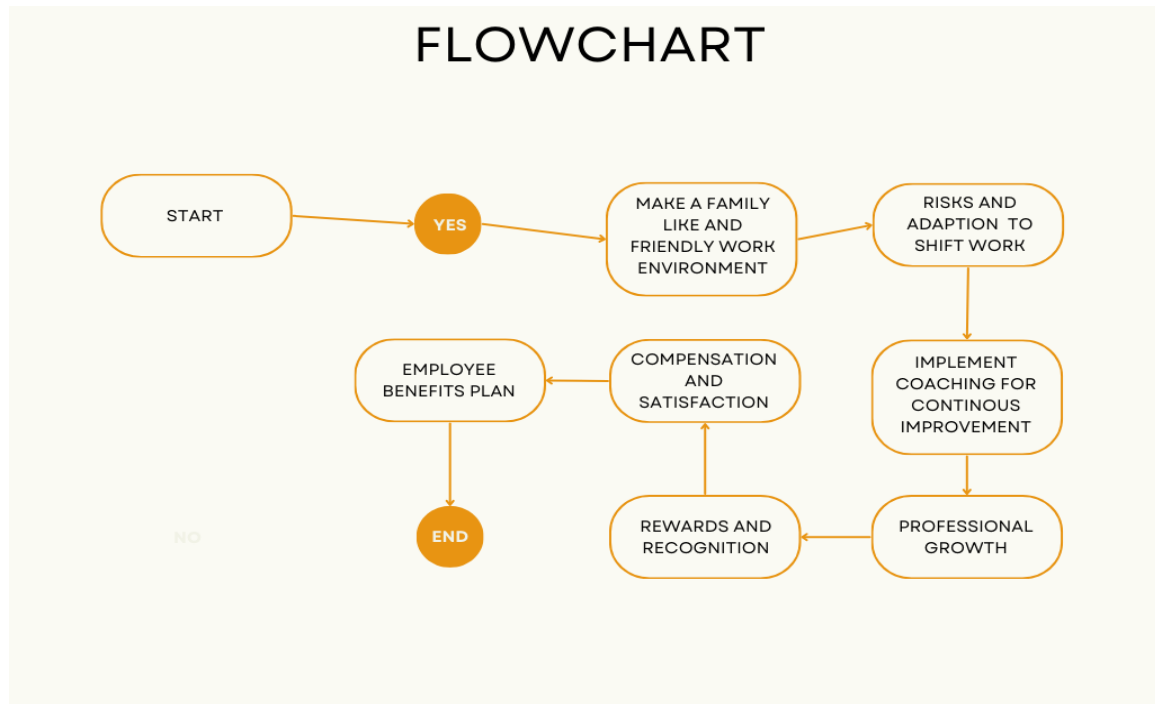 FLOWCHART
START
YES
MAKE A FAMILY
LIKE AND
FRIENDLY WORK
ENVIRONMENT
RISKS AND
ADAPTION TO
SHIFT WORK
IMPLEMENT
COACHING FOR
CONTINOUS
IMPROVEMENT
PROFESSIONAL
GROWTH
REWARDS AND
RECOGNITION
COMPENSATION
AND
SATISFACTION
EMPLOYEE
BENEFITS PLAN
END
NO